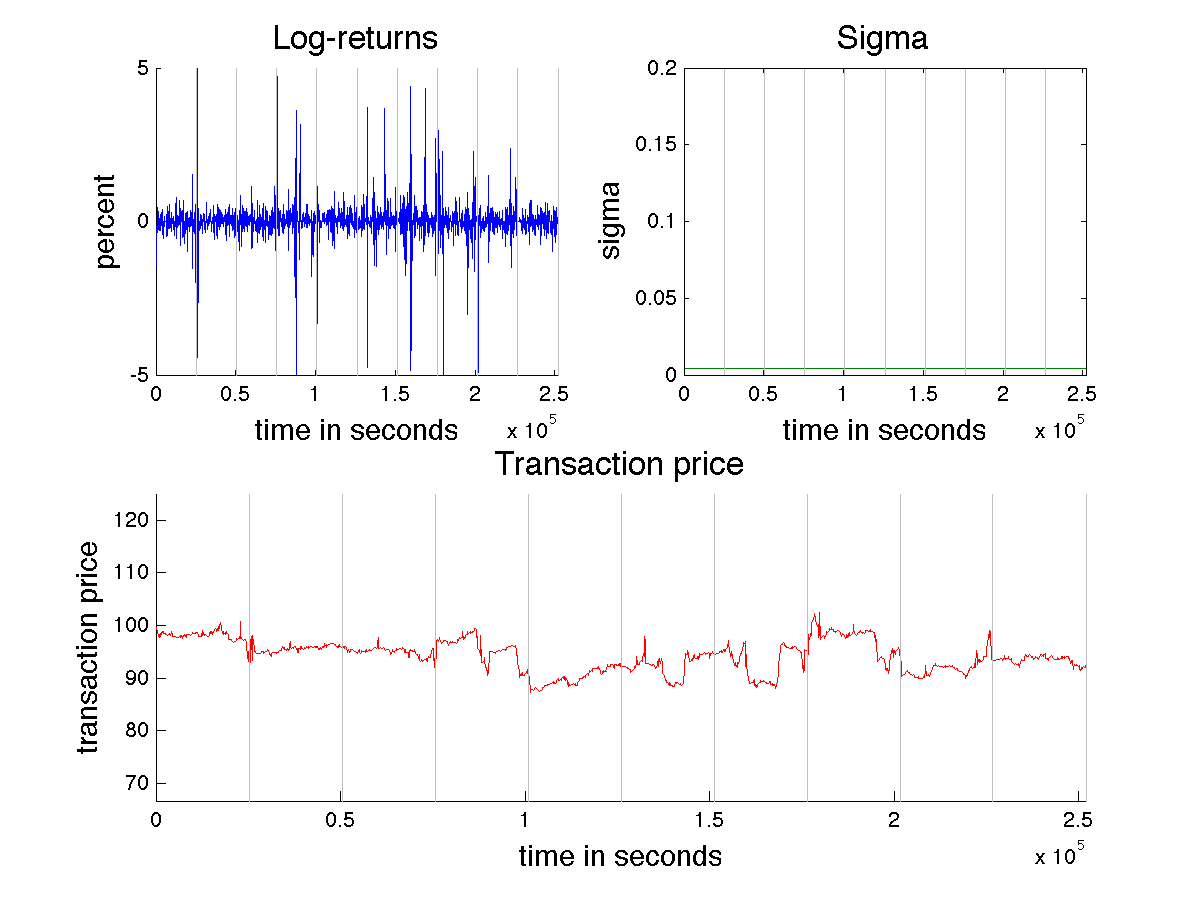 Log-returns
5
0
-5
percent
0 0.5 1 1.5 2 2.5
x 10^5
time in seconds
Sigma
0.2
0.15
0.1
0.05
0
sigma
0 0.5 1 1.5 2 2.5
x 10^5
time in seconds
Transaction price
120
110
100
90
80
70
transaction price
0 0.5 1 1.5 2 2.5
x 10^5
time in seconds